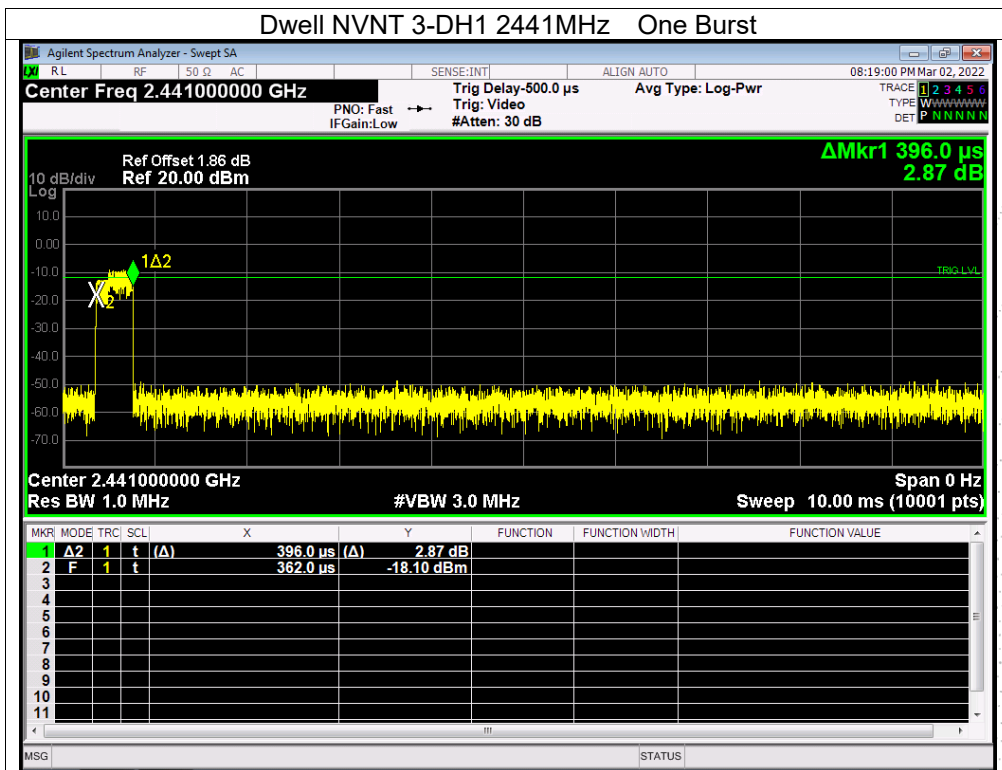 Dwell NVNT 3-DH1 2441MHz One Burst
Agilent Spectrum Analyzer - Swept SA
LXI RL RF 50 Ω AC SENSE:INT ALIGN AUTO 08:19:00 PM Mar 02, 2022
Center Freq 2.441000000 GHz Trig Delay-500.0 µs Avg Type: Log-Pwr TRACE 1 2 3 4 5 6
PNO: Fast Trig: Video TYPE WWWWWW
IFGain:Low #Atten: 30 dB DET P N N N N N
ΔMkr1 396.0 µs
2.87 dB
Ref Offset 1.86 dB
10 dB/div Ref 20.00 dBm
Log
10.0
0.00
1Δ2
-10.0
TRIG LVL
2
-20.0
-30.0
-40.0
-50.0
-60.0
-70.0
Center 2.441000000 GHz Span 0 Hz
Res BW 1.0 MHz #VBW 3.0 MHz Sweep 10.00 ms (10001 pts)
MKR MODE TRC SCL X Y FUNCTION FUNCTION WIDTH FUNCTION VALUE
1 Δ2 1 t (Δ) 396.0 µs (Δ) 2.87 dB
2 F 1 t 362.0 µs -18.10 dBm
3
4
5
6
7
8
9
10
11
MSG STATUS